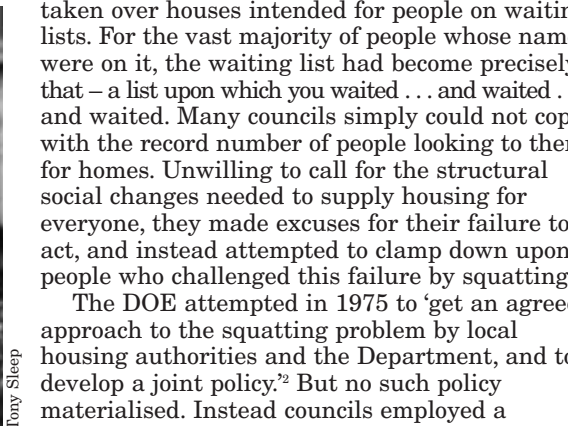 taken over houses intended for people on waitin
lists. For the vast majority of people whose nam
were on it, the waiting list had become precisely
that – a list upon which you waited . . . and waited .
and waited. Many councils simply could not cop
with the record number of people looking to the
for homes. Unwilling to call for the structural
social changes needed to supply housing for
everyone, they made excuses for their failure to
act, and instead attempted to clamp down upon
people who challenged this failure by squatting
The DOE attempted in 1975 to ‘get an agreed
approach to the squatting problem by local
housing authorities and the Department, and to
develop a joint policy.’² But no such policy
materialised. Instead councils employed a
Tony Sleep